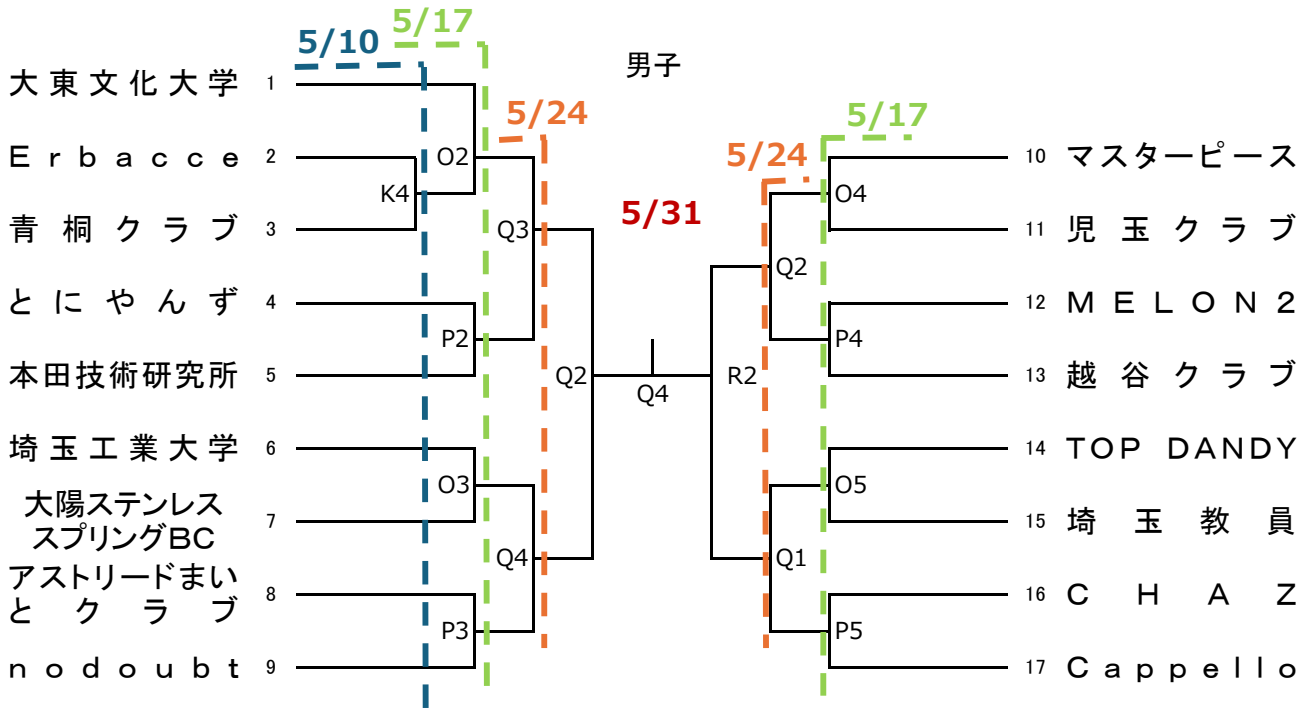 5/10
5/17
男子
5/24
5/17
5/24
5/31
大東文化大学 1
Erbacce 2
青桐クラブ 3
とにやんず 4
本田技術研究所 5
埼玉工業大学 6
大陽ステンレス
スプリングBC 7
アストリードまい
とクラブ 8
nodoubt 9
K4
O2
P2
O3
P3
Q3
Q4
Q2
Q4
R2
Q2
Q1
O4
P4
O5
P5
10 マスターピース
11 児玉クラブ
12 MELON2
13 越谷クラブ
14 TOP DANDY
15 埼玉教員
16 CHAZ
17 Cappello